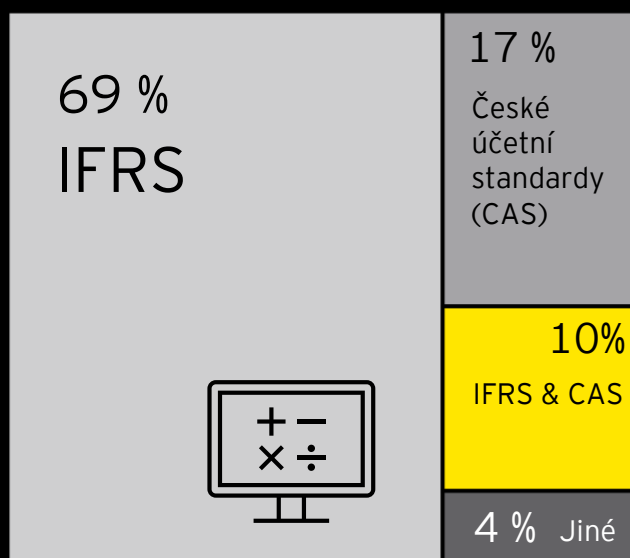 69 %
IFRS
17 %
České
účetní
standardy
(CAS)
10%
IFRS & CAS
4 % Jiné